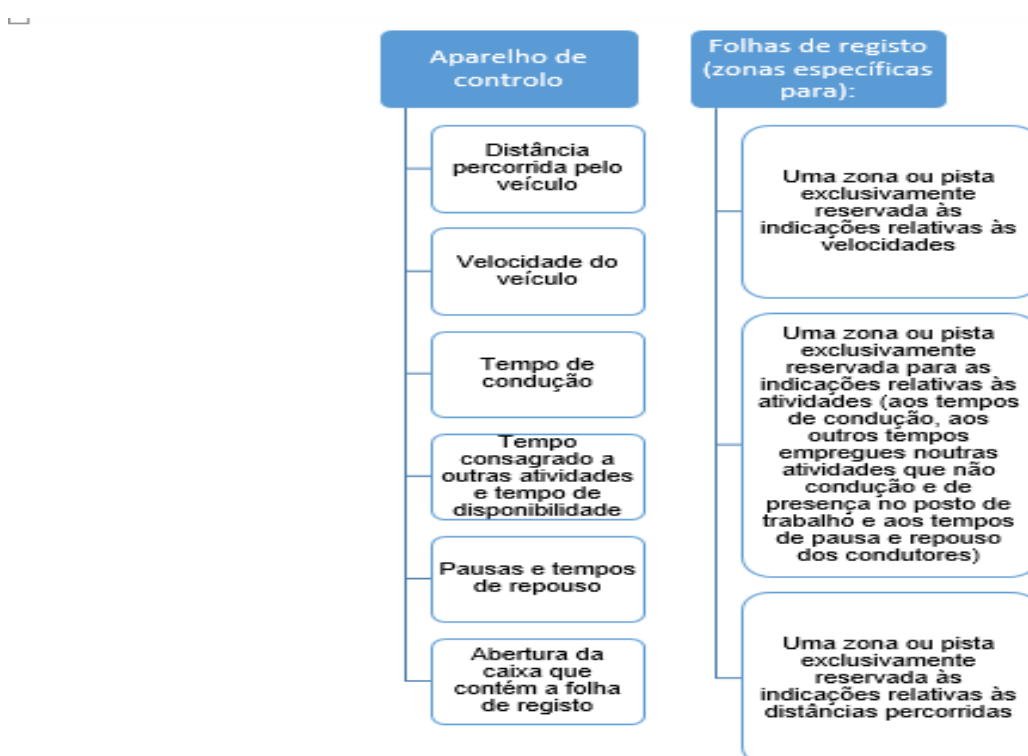 Aparelho de
controlo
Distância
percorrida pelo
veículo
Velocidade do
veículo
Tempo de
condução
Tempo
consagrado a
outras atividades
e tempo de
disponibilidade
Pausas e tempos
de repouso
Abertura da
caixa que
contém a folha
de registo
Folhas de registo
(zonas específicas
para):
Uma zona ou pista
exclusivamente
reservada às
indicações relativas às
velocidades
Uma zona ou pista
exclusivamente
reservada para as
indicações relativas às
atividades (aos tempos
de condução, aos
outros tempos
empregues noutras
atividades que não
condução e de
presença no posto de
trabalho e aos tempos
de pausa e repouso
dos condutores)
Uma zona ou pista
exclusivamente
reservada às
indicações relativas às
distâncias percorridas